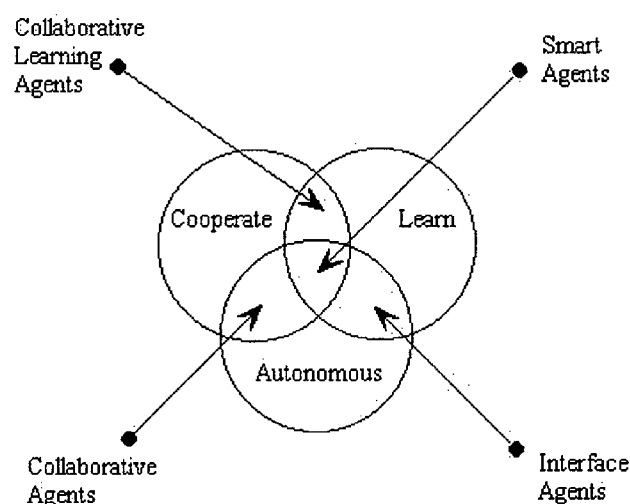 Collaborative
Learning
Agents
Smart
Agents
Cooperate
Learn
Autonomous
Collaborative
Agents
Interface
Agents